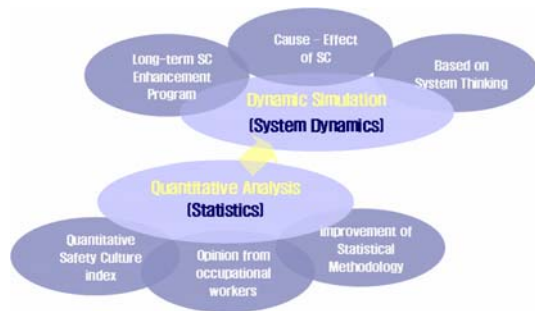 Long-term SC
Enhancement
Program
Cause - Effect
of SC
Based on
System Thinking
Dynamic Simulation
(System Dynamics)
Quantitative Analysis
(Statistics)
Quantitative
Safety Culture
index
Opinion from
occupational
workers
Improvement of
Statistical
Methodology